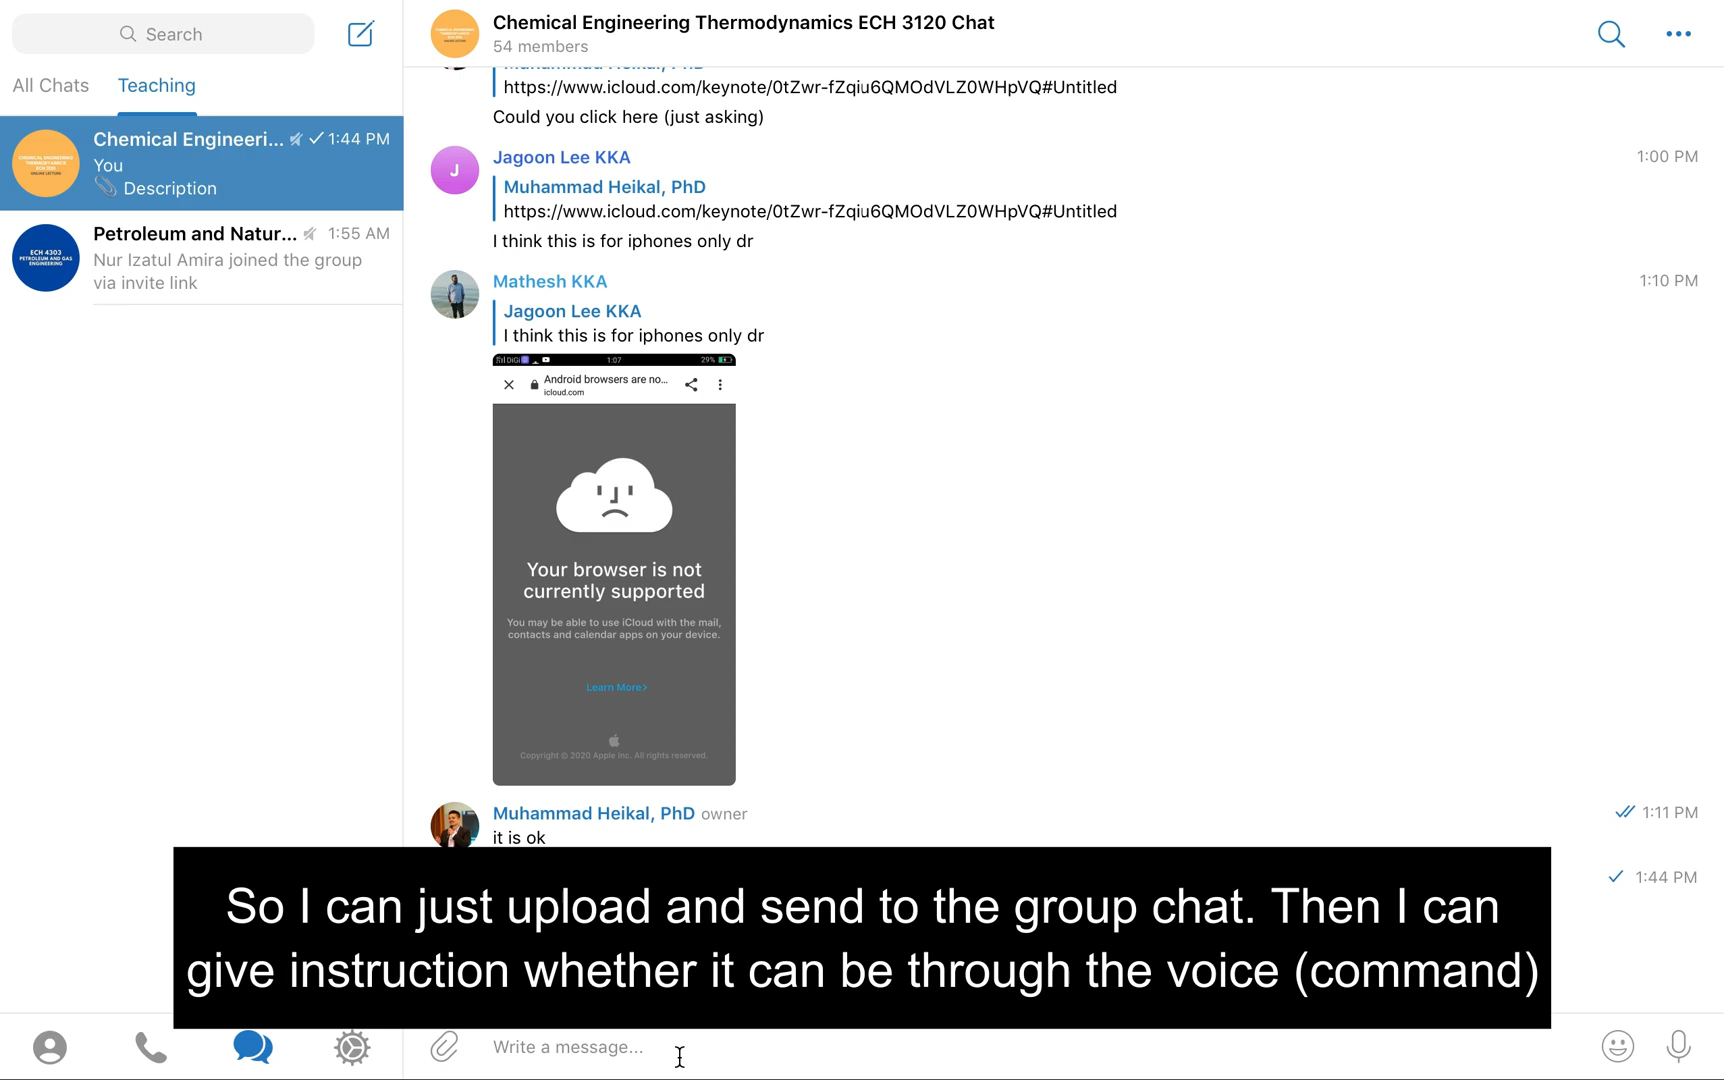 Search
All Chats
Teaching
Chemical Engineeri... 1:44 PM
You
Description
Petroleum and Natur... 1:55 AM
ECH 4303
PETROLEUM AND GAS
ENGINEERING
Nur Izatul Amira joined the group
via invite link
Chemical Engineering Thermodynamics ECH 3120 Chat
54 members
https://www.icloud.com/keynote/0tZwr-fZqiu6QMOdVLZ0WHpVQ#Untitled
Could you click here (just asking)
Jagoon Lee KKA 1:00 PM
J
Muhammad Heikal, PhD
https://www.icloud.com/keynote/0tZwr-fZqiu6QMOdVLZ0WHpVQ#Untitled
I think this is for iphones only dr
Mathesh KKA 1:10 PM
Jagoon Lee KKA
I think this is for iphones only dr
DiGi 1:07 29%
Android browsers are no...
icloud.com
Your browser is not
currently supported
You may be able to use iCloud with the mail,
contacts and calendar apps on your device.
Learn More>
Copyright © 2020 Apple Inc. All rights reserved.
Muhammad Heikal, PhD owner 1:11 PM
it is ok
1:44 PM
So I can just upload and send to the group chat. Then I can
give instruction whether it can be through the voice (command)
Write a message...